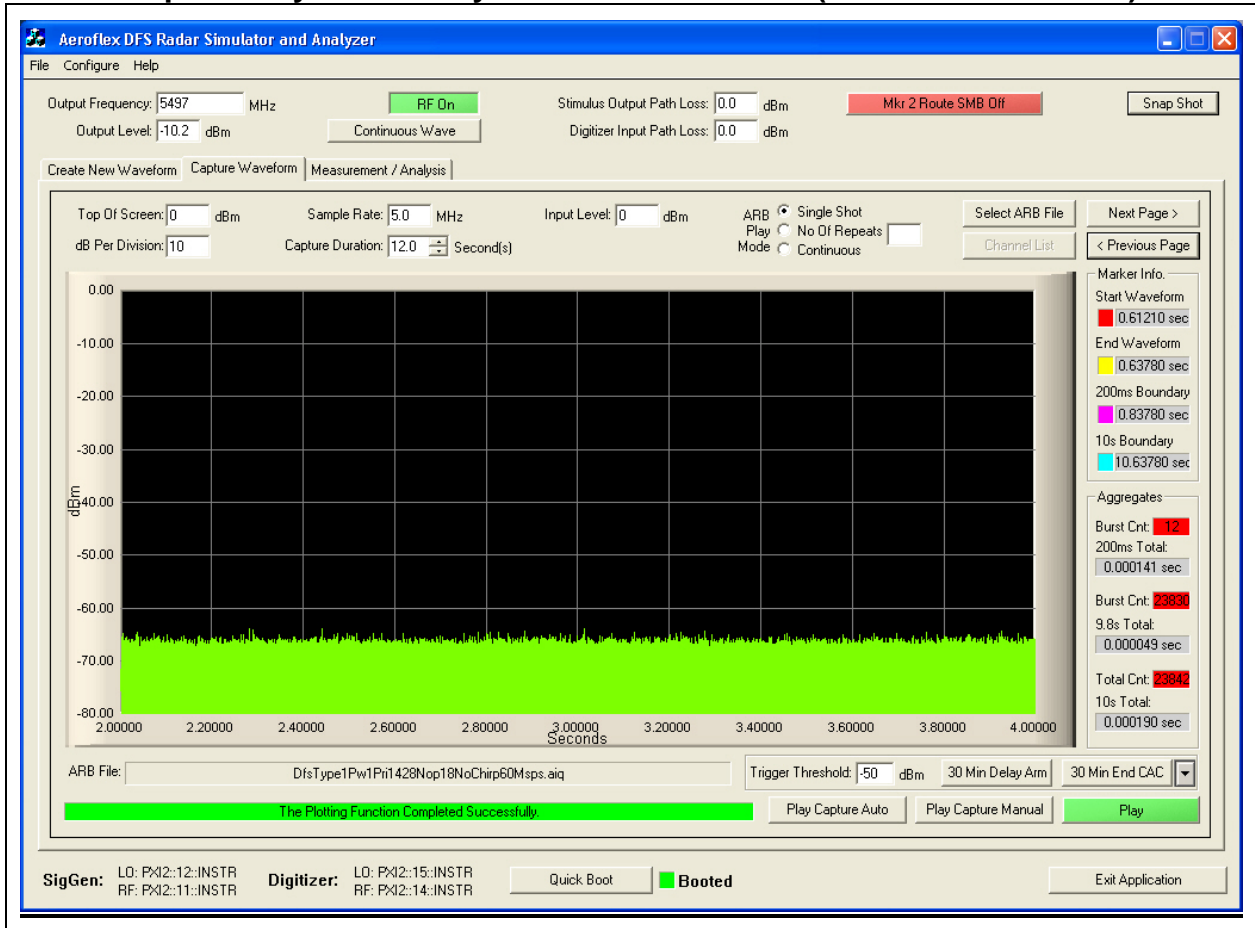 Aeroflex DFS Radar Simulator and Analyzer
File Configure Help
Output Frequency: 5497 MHz RF On Stimulus Output Path Loss: 0.0 dBm Mkr 2 Route SMB Off Snap Shot
Output Level: -10.2 dBm Continuous Wave Digitizer Input Path Loss: 0.0 dBm
Create New Waveform Capture Waveform Measurement / Analysis
Top Of Screen: 0 dBm Sample Rate: 5.0 MHz Input Level: 0 dBm ARB Play Mode Single Shot Select ARB File Next Page >
No Of Repeats
dB Per Division: 10 Capture Duration: 12.0 Second(s) Continuous Channel List < Previous Page
Marker Info.
Start Waveform
0.61210 sec
End Waveform
0.63780 sec
200ms Boundary
0.83780 sec
10s Boundary
10.63780 sec
Aggregates
Burst Cnt: 12
200ms Total:
0.000141 sec
Burst Cnt: 23830
9.8s Total:
0.000049 sec
Total Cnt: 23842
10s Total:
0.000190 sec
0.00
-10.00
-20.00
-30.00
-40.00
-50.00
-60.00
-70.00
-80.00
dBm
2.00000 2.20000 2.40000 2.60000 2.80000 3.00000 3.20000 3.40000 3.60000 3.80000 4.00000
Seconds
ARB File: DfsType1Pw1Pri1428Nop18NoChirp60Msps.aiq Trigger Threshold: -50 dBm 30 Min Delay Arm 30 Min End CAC
The Plotting Function Completed Successfully. Play Capture Auto Play Capture Manual Play
SigGen: LO: PXI2::12::INSTR Digitizer: LO: PXI2::15::INSTR Quick Boot Booted Exit Application
RF: PXI2::11::INSTR RF: PXI2::14::INSTR